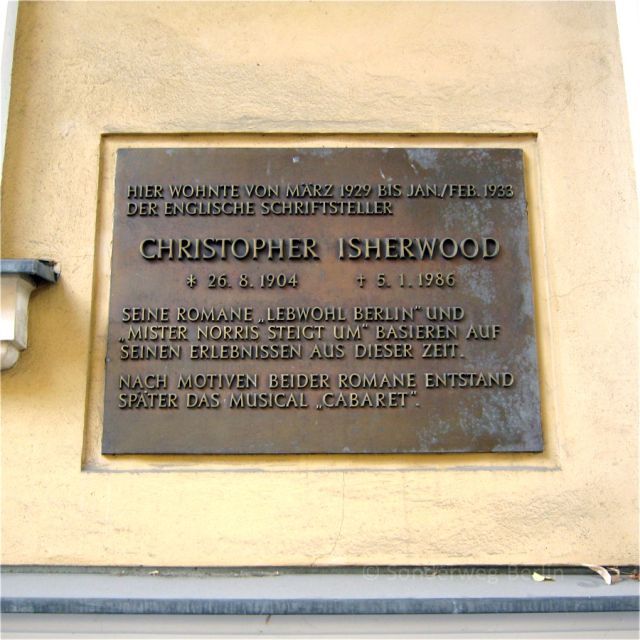 HIER WOHNTE VON MÄRZ 1929 BIS JAN./FEB. 1933
DER ENGLISCHE SCHRIFTSTELLER
CHRISTOPHER ISHERWOOD
* 26.8.1904 † 5.1.1986
SEINE ROMANE „LEBWOHL BERLIN" UND
„MISTER NORRIS STEIGT UM" BASIEREN AUF
SEINEN ERLEBNISSEN AUS DIESER ZEIT.
NACH MOTIVEN BEIDER ROMANE ENTSTAND
SPÄTER DAS MUSICAL „CABARET".
© Berlin